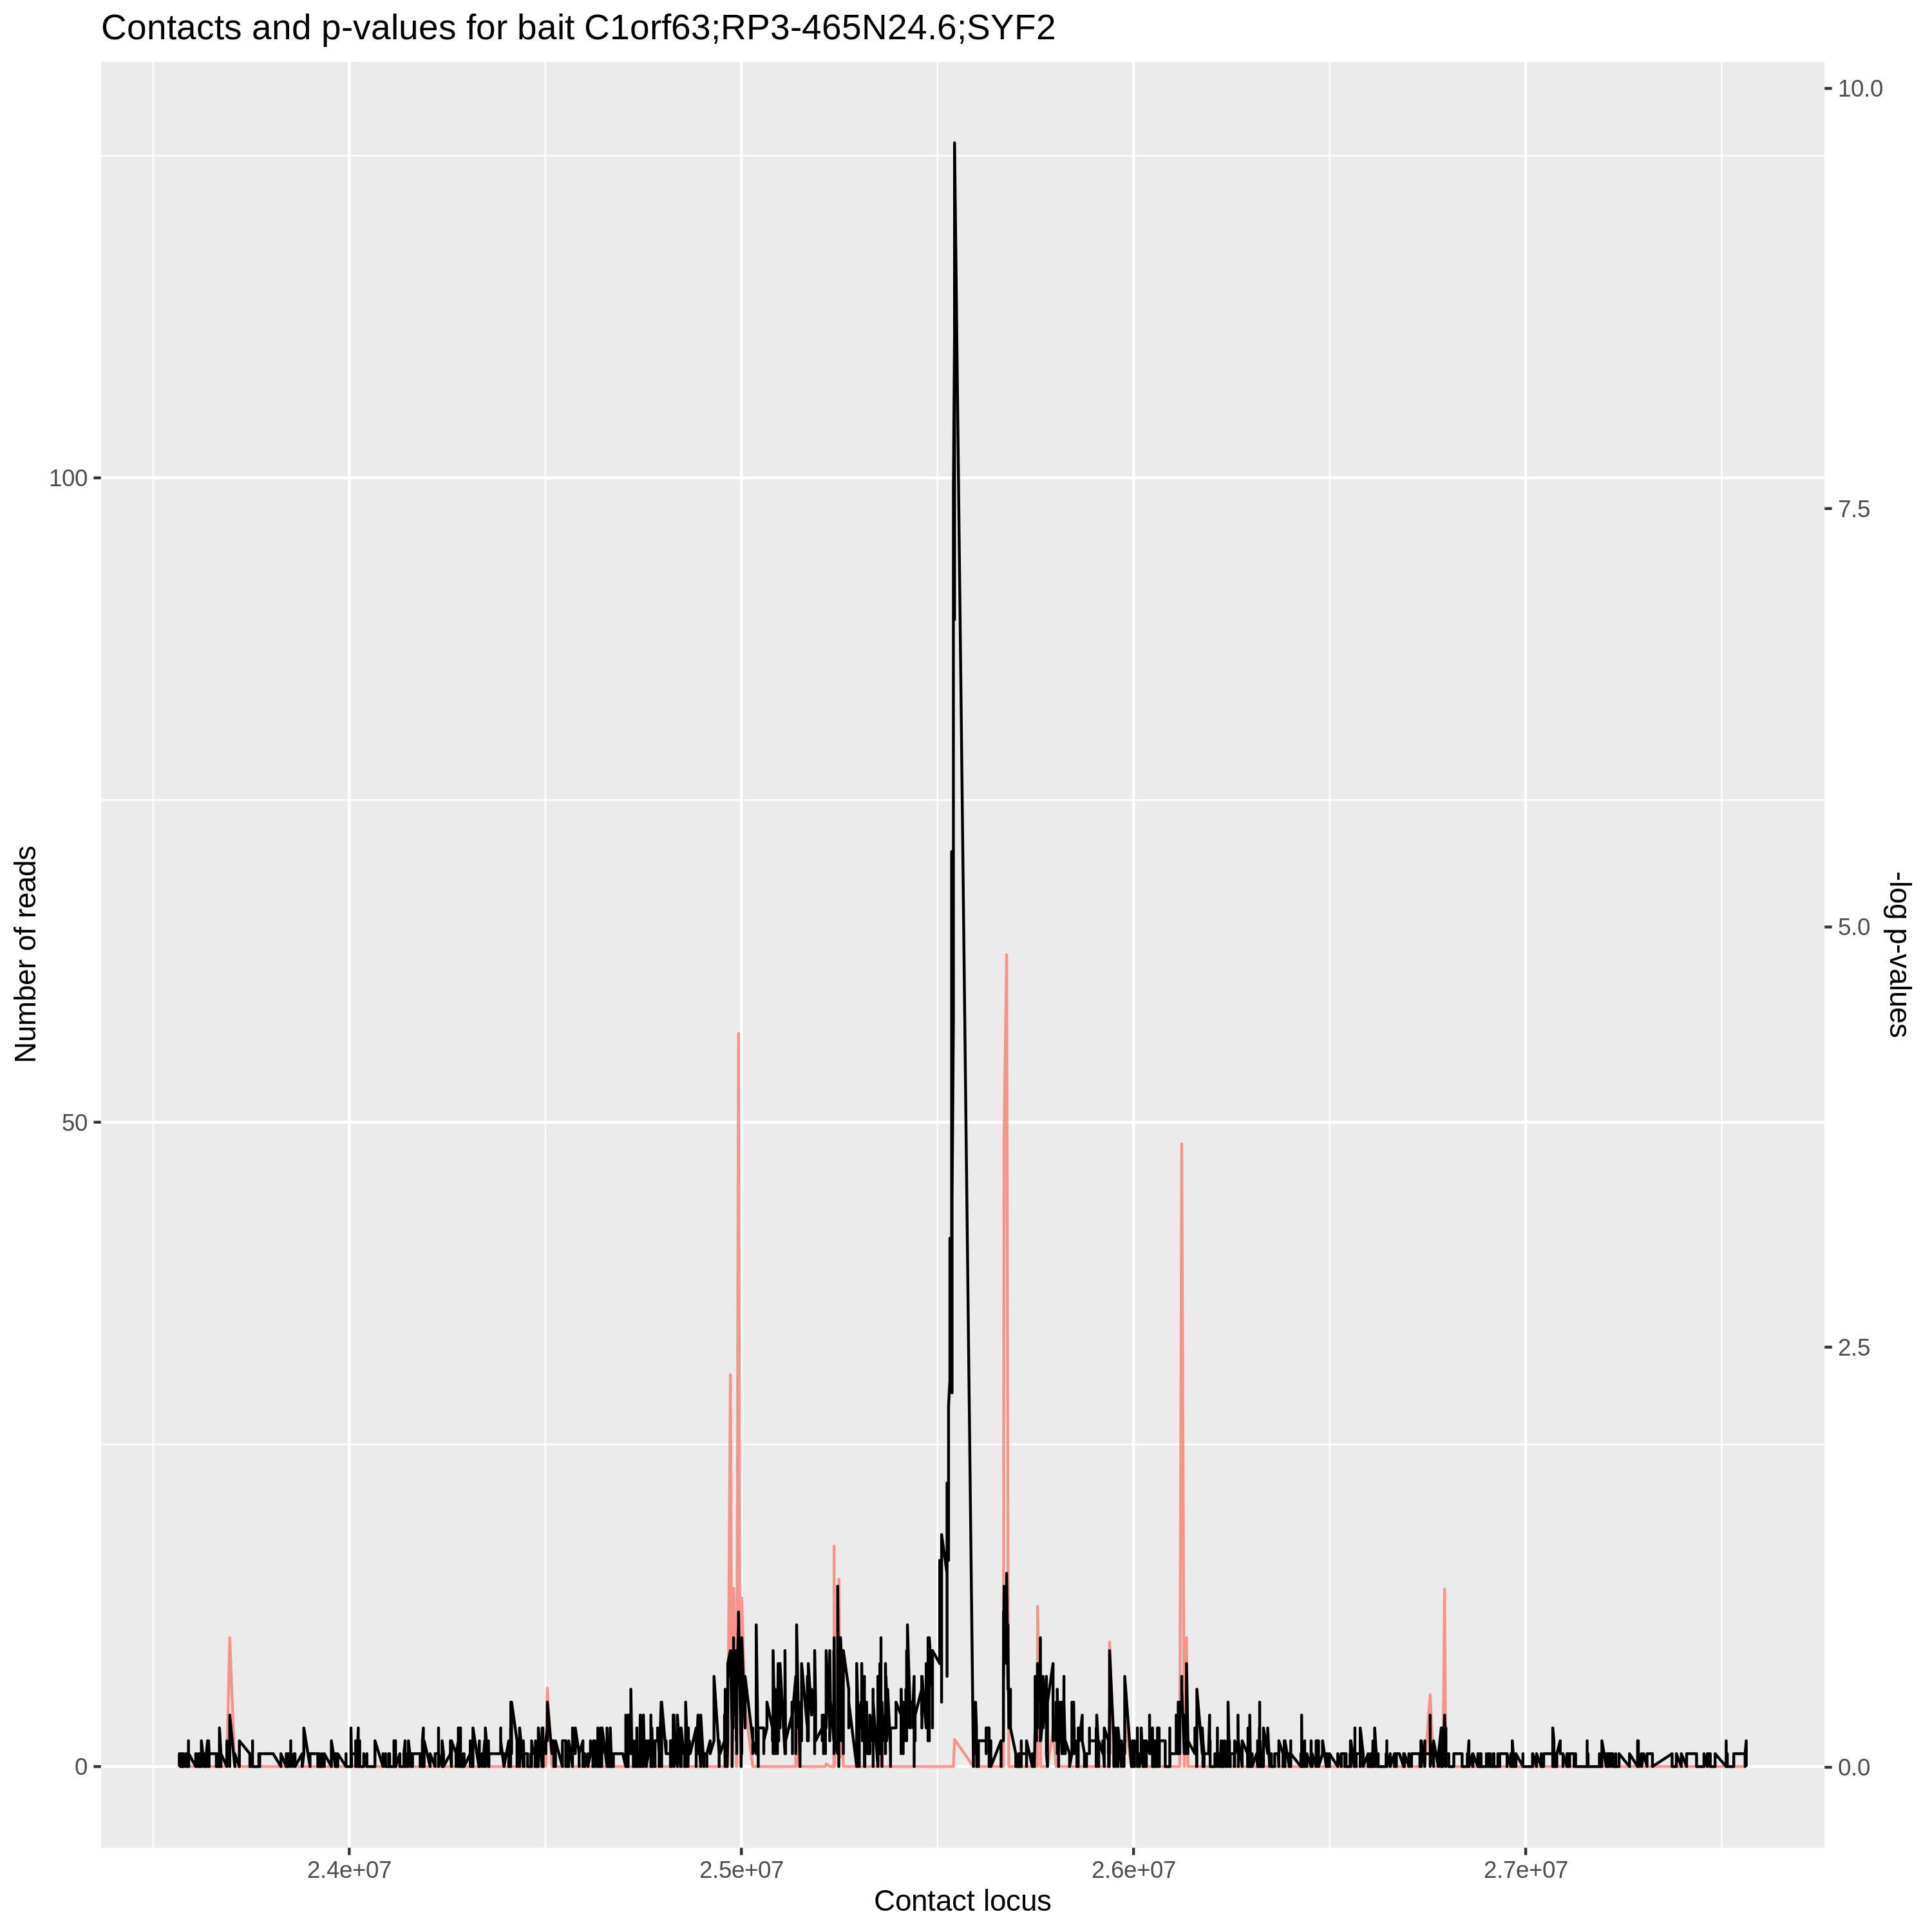 Contacts and p-values for bait C1orf63;RP3-465N24.6;SYF2
10.0
100
7.5
Number of reads
5.0
-log p-values
50
2.5
0
0.0
2.4e+07 2.5e+07 2.6e+07 2.7e+07
Contact locus